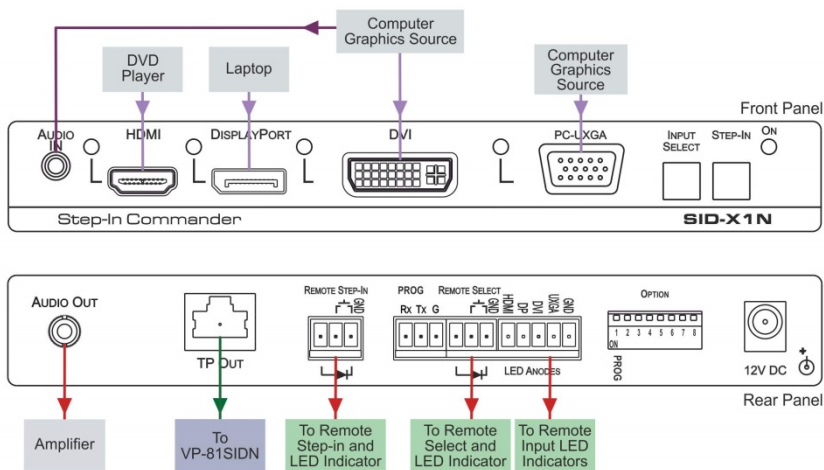 Computer
Graphics Source
DVD
Player
Laptop
Computer
Graphics
Source
Front Panel
AUDIO
IN
HDMI
DISPLAYPORT
DVI
PC-UXGA
INPUT
SELECT
STEP-IN
ON
Step-In Commander
SID-X1N
AUDIO OUT
TP OUT
REMOTE STEP-IN
GND
PROG
Rx Tx G
REMOTE SELECT
GND
HDMI
DP
DVI
UXGA
GND
LED ANODES
OPTION
1 2 3 4 5 6 7 8
ON
PROG
12V DC
+
Rear Panel
Amplifier
To
VP-81SIDN
To Remote
Step-in and
LED Indicator
To Remote
Select and
LED Indicator
To Remote
Input LED
Indicators